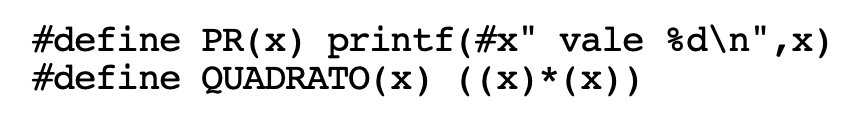 #define PR(x) printf(#x" vale %d\n",x)
#define QUADRATO(x) ((x)*(x))